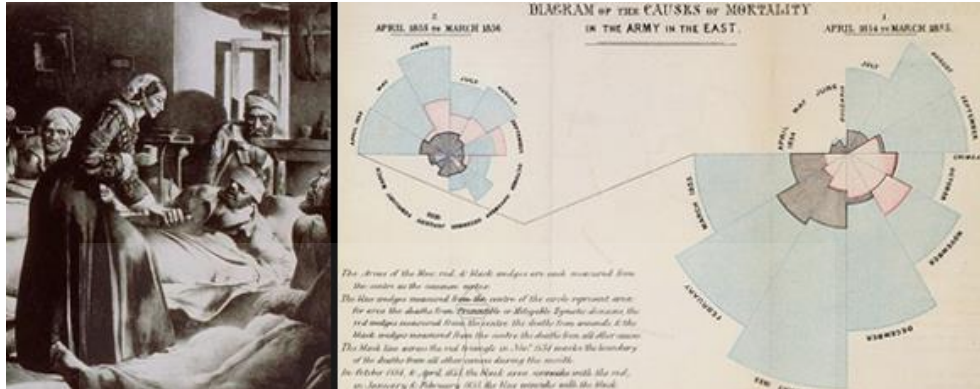 DIAGRAM OF THE CAUSES OF MORTALITY
IN THE ARMY IN THE EAST.
2.
APRIL 1855 TO MARCH 1856
1.
APRIL 1854 TO MARCH 1855
APRIL 1855
MAY
JUNE
JULY
AUGUST
SEPTEMBER
OCTOBER
NOVEMBER
DECEMBER
JANUARY
1856
FEBRUARY
MARCH
APRIL
1854
MAY
JUNE
JULY
AUGUST
SEPTEMBER
OCTOBER
NOVEMBER
DECEMBER
FEBRUARY
MARCH 1855
BULGARIA
CRIMEA
The Areas of the blue, red, & black wedges are each measured from
the centre as the common vertex
The blue wedges measured from the centre of the circle represent area
for area the deaths from Preventible or Mitigable Zymotic diseases, the
red wedges measured from the centre the deaths from wounds, & the
black wedges measured from the centre the deaths from all other causes
The black line across the red triangle in Novr. 1854 marks the boundary
of the deaths from all other causes during the month
In October 1854, & April 1855, the black area coincides with the red,
in January & February 1856, the blue coincides with the black